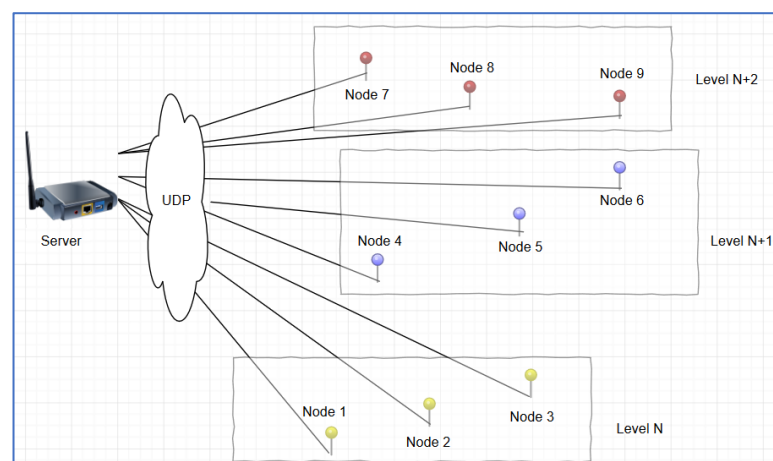 Node 7
Node 8
Node 9
Level N+2
UDP
Server
Node 4
Node 5
Node 6
Level N+1
Node 1
Node 2
Node 3
Level N